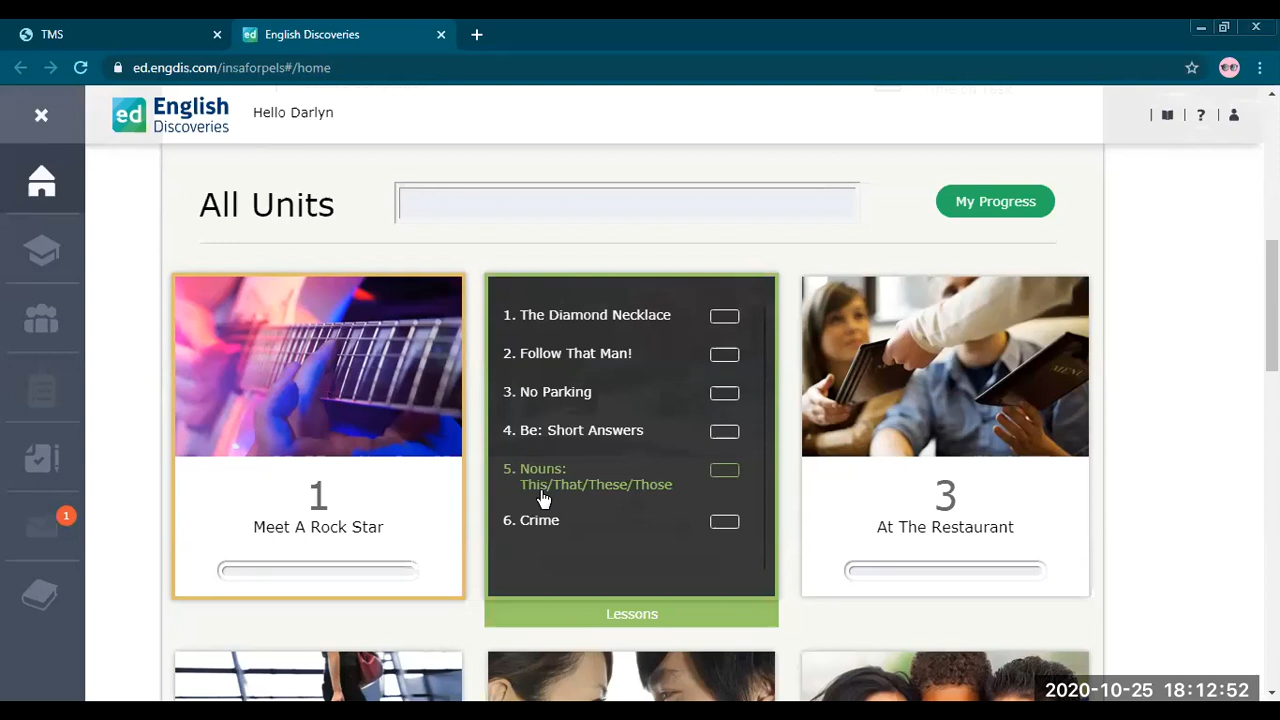 TMS
English Discoveries
ed.engdis.com/insaforpels#/home
ed English Discoveries
Hello Darlyn
All Units
My Progress
1. The Diamond Necklace
2. Follow That Man!
3. No Parking
4. Be: Short Answers
5. Nouns:
This/That/These/Those
6. Crime
Lessons
1
Meet A Rock Star
3
At The Restaurant
1
2020-10-25 18:12:52